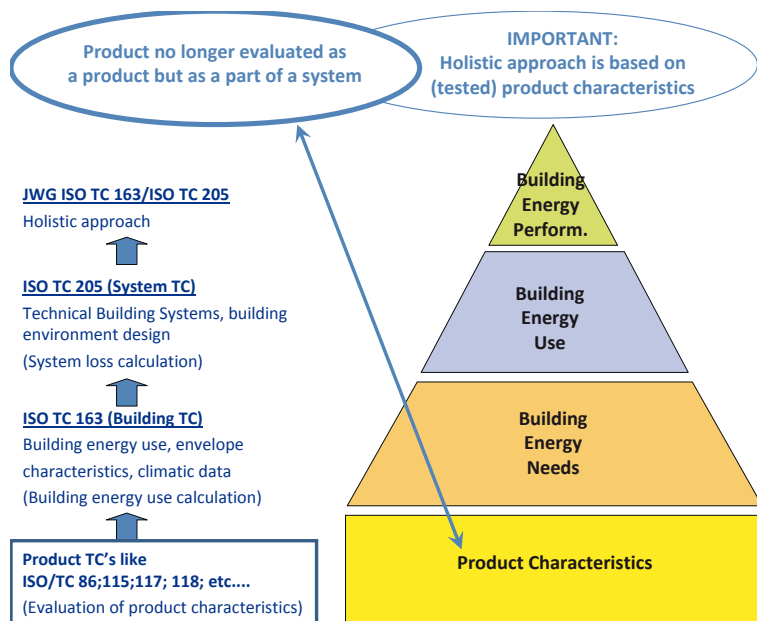 Product no longer evaluated as
a product but as a part of a system
IMPORTANT:
Holistic approach is based on
(tested) product characteristics
JWG ISO TC 163/ISO TC 205
Holistic approach
ISO TC 205 (System TC)
Technical Building Systems, building
environment design
(System loss calculation)
ISO TC 163 (Building TC)
Building energy use, envelope
characteristics, climatic data
(Building energy use calculation)
Product TC's like
ISO/TC 86;115;117; 118; etc....
(Evaluation of product characteristics)
Building
Energy
Perform.
Building
Energy
Use
Building
Energy
Needs
Product Characteristics